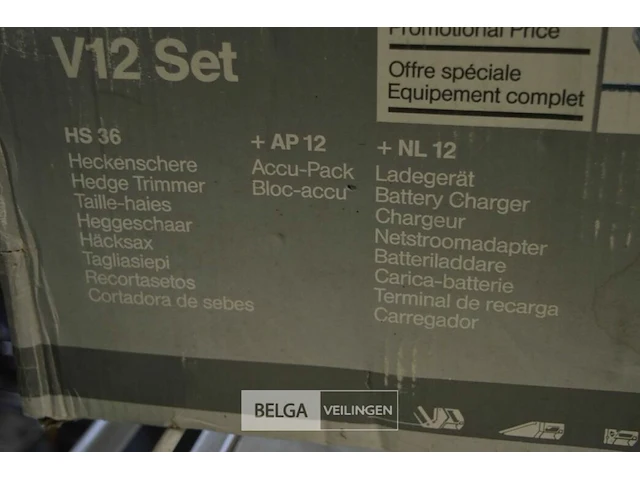 Promotional Price
V12 Set
Offre spéciale
Equipement complet
HS 36
Heckenschere
Hedge Trimmer
Taille-haies
Heggeschaar
Häcksax
Tagliasiepi
Recortasetos
Cortadora de sebes
+ AP 12
Accu-Pack
Bloc-accu
+ NL 12
Ladegerät
Battery Charger
Chargeur
Netstroomadapter
Batteriladdare
Carica-batterie
Terminal de recarga
Carregador
BELGA VEILINGEN